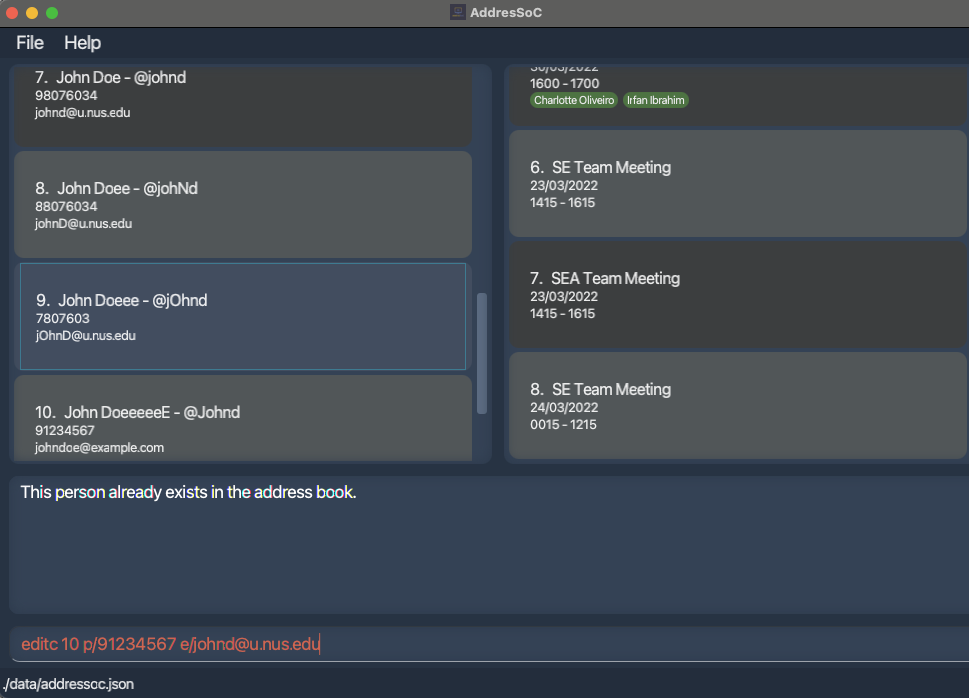 AddresSoC
File Help
7. John Doe - @johnd
98076034
johnd@u.nus.edu
8. John Doee - @johNd
88076034
johnD@u.nus.edu
9. John Doeee - @jOhnd
7807603
jOhnD@u.nus.edu
10. John DoeeeeeE - @Johnd
91234567
johndoe@example.com
30/03/2022
1600 - 1700
Charlotte Oliveiro Irfan Ibrahim
6. SE Team Meeting
23/03/2022
1415 - 1615
7. SEA Team Meeting
23/03/2022
1415 - 1615
8. SE Team Meeting
24/03/2022
0015 - 1215
This person already exists in the address book.
editc 10 p/91234567 e/johnd@u.nus.edu
./data/addressoc.json